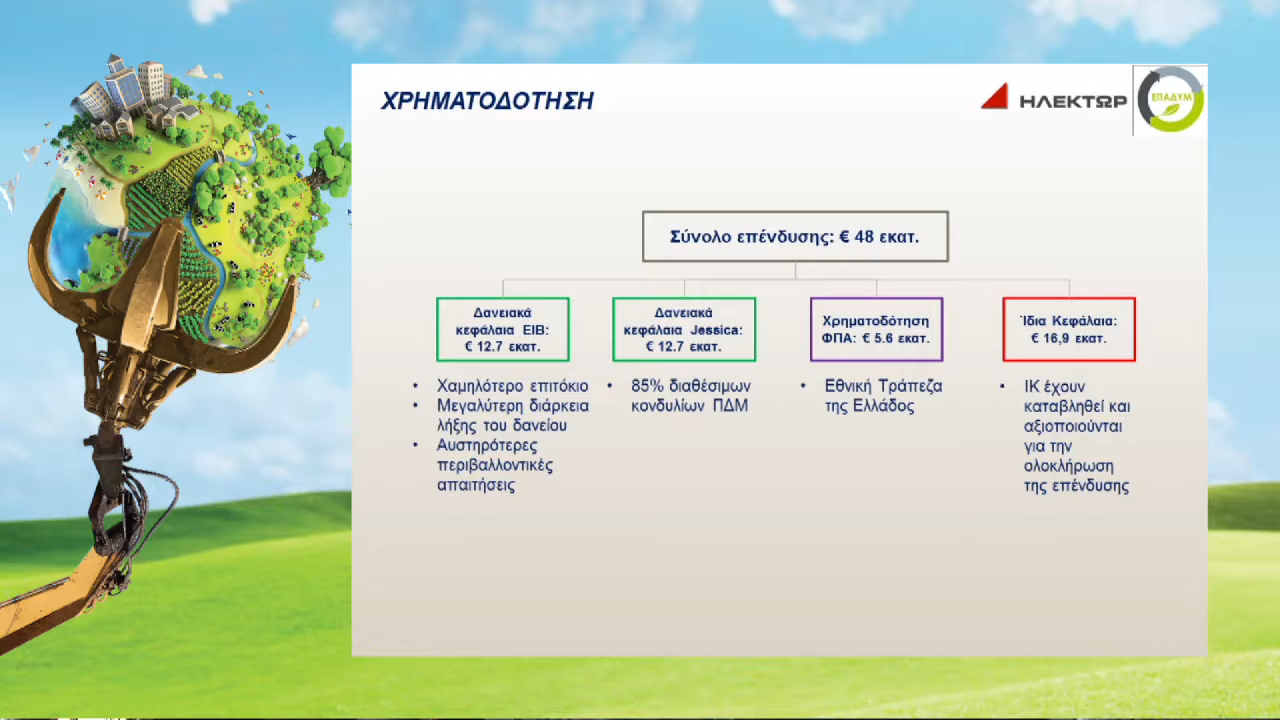 ΧΡΗΜΑΤΟΔΟΤΗΣΗ
ΗΛΕΚΤΩΡ
ΕΠΑΔΥΜ
Σύνολο επένδυσης: € 48 εκατ.
Δανειακά
κεφάλαια EIB:
€ 12.7 εκατ.
• Χαμηλότερο επιτόκιο
• Μεγαλύτερη διάρκεια
λήξης του δανείου
• Αυστηρότερες
περιβαλλοντικές
απαιτήσεις
Δανειακά
κεφάλαια Jessica:
€ 12.7 εκατ.
• 85% διαθέσιμων
κονδυλίων ΠΔΜ
Χρηματοδότηση
ΦΠΑ: € 5.6 εκατ.
• Εθνική Τράπεζα
της Ελλάδος
Ίδια Κεφάλαια:
€ 16,9 εκατ.
• ΙΚ έχουν
καταβληθεί και
αξιοποιούνται
για την
ολοκλήρωση
της επένδυσης